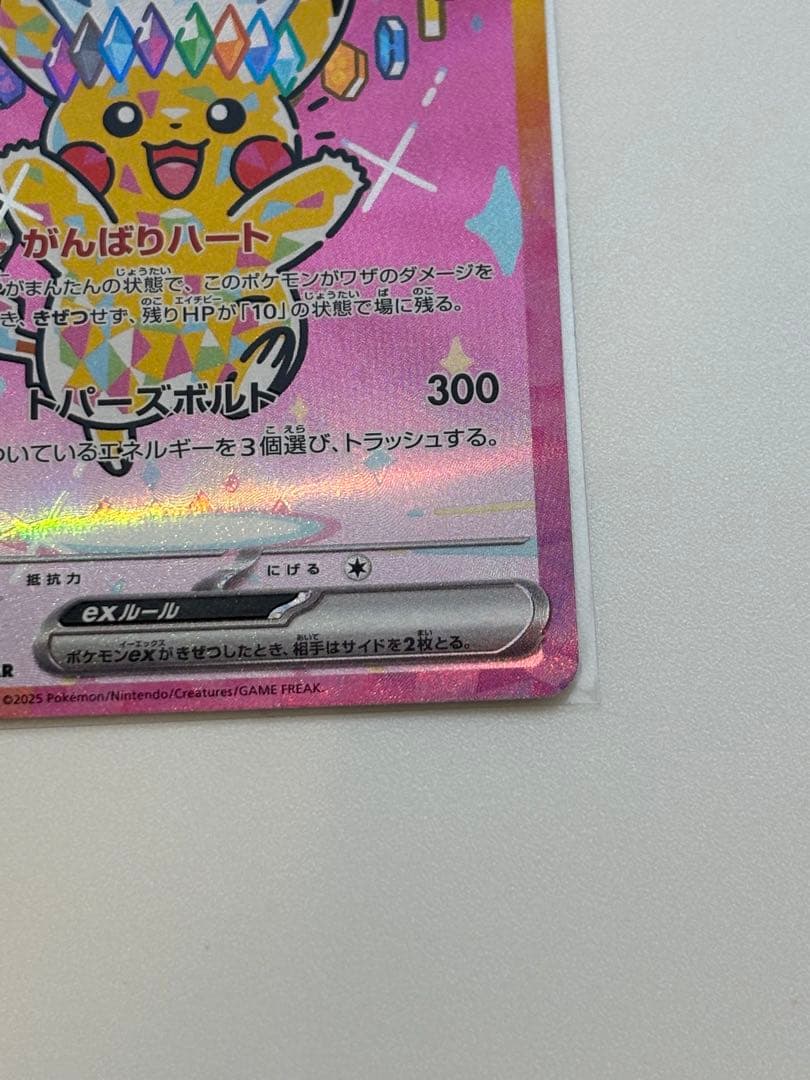 がんばりハート
がまんたんの状態で、このポケモンがワザのダメージを
き、きぜつせず、残りHPが「10」の状態で場に残る。
トパーズボルト 300
ついているエネルギーを3個選び、トラッシュする。
抵抗力 にげる
exルール
ポケモンexがきぜつしたとき、相手はサイドを2枚とる。
©2025 Pokémon/Nintendo/Creatures/GAME FREAK.